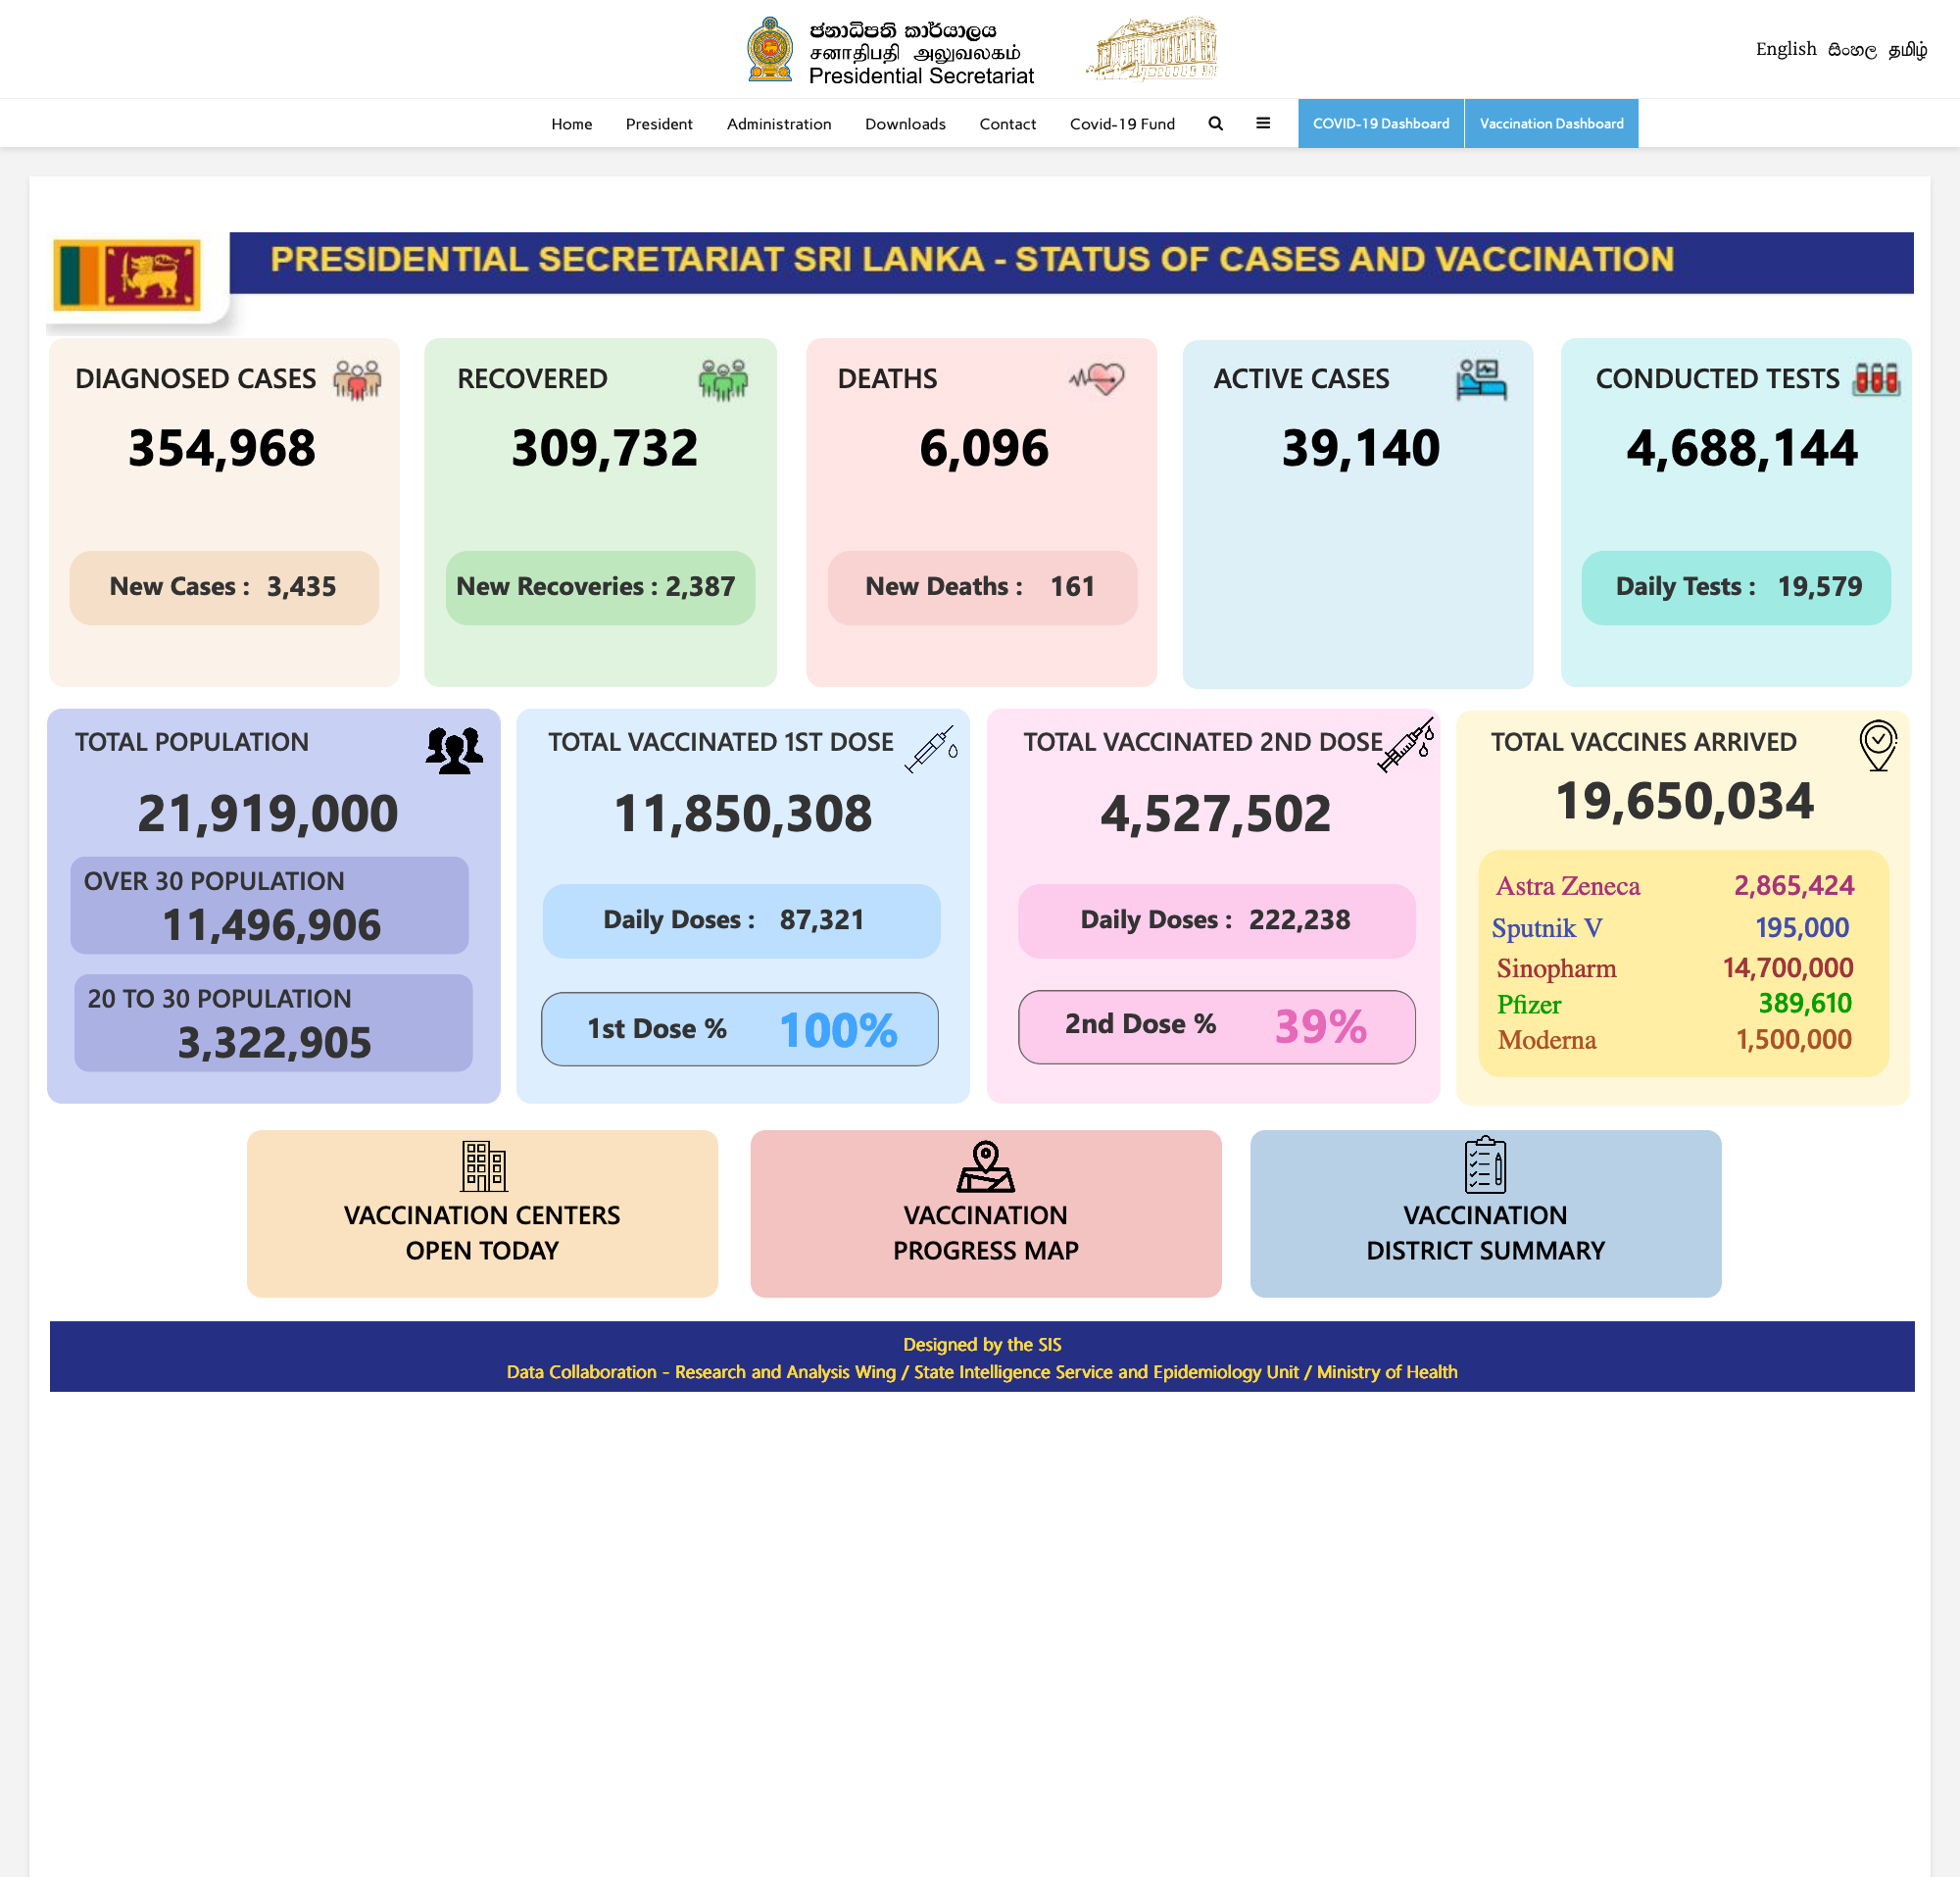 ජනාධිපති කාර්යාලය
சனாதிபதி அலுவலகம்
Presidential Secretariat
English සිංහල தமிழ்
Home President Administration Downloads Contact Covid-19 Fund COVID-19 Dashboard Vaccination Dashboard
PRESIDENTIAL SECRETARIAT SRI LANKA - STATUS OF CASES AND VACCINATION
DIAGNOSED CASES
354,968
New Cases : 3,435
RECOVERED
309,732
New Recoveries : 2,387
DEATHS
6,096
New Deaths : 161
ACTIVE CASES
39,140
CONDUCTED TESTS
4,688,144
Daily Tests : 19,579
TOTAL POPULATION
21,919,000
OVER 30 POPULATION
11,496,906
20 TO 30 POPULATION
3,322,905
TOTAL VACCINATED 1ST DOSE
11,850,308
Daily Doses : 87,321
1st Dose % 100%
TOTAL VACCINATED 2ND DOSE
4,527,502
Daily Doses : 222,238
2nd Dose % 39%
TOTAL VACCINES ARRIVED
19,650,034
Astra Zeneca 2,865,424
Sputnik V 195,000
Sinopharm 14,700,000
Pfizer 389,610
Moderna 1,500,000
VACCINATION CENTERS
OPEN TODAY
VACCINATION
PROGRESS MAP
VACCINATION
DISTRICT SUMMARY
Designed by the SIS
Data Collaboration - Research and Analysis Wing / State Intelligence Service and Epidemiology Unit / Ministry of Health